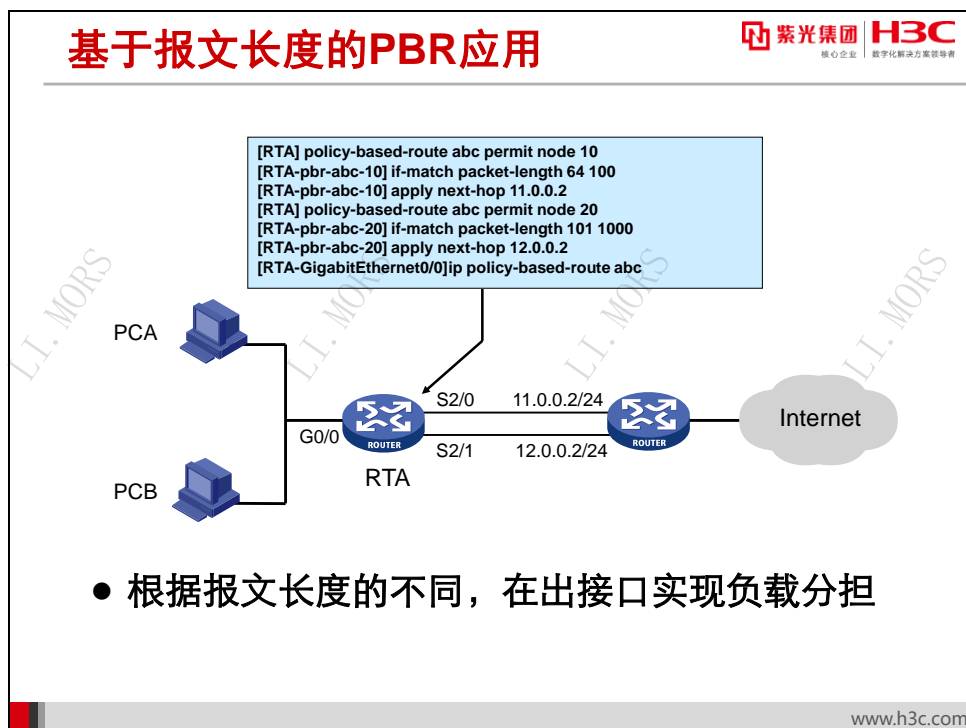 基于报文长度的PBR应用
紫光集团
核心企业
H3C
数字化解决方案领导者
[RTA] policy-based-route abc permit node 10
[RTA-pbr-abc-10] if-match packet-length 64 100
[RTA-pbr-abc-10] apply next-hop 11.0.0.2
[RTA] policy-based-route abc permit node 20
[RTA-pbr-abc-20] if-match packet-length 101 1000
[RTA-pbr-abc-20] apply next-hop 12.0.0.2
[RTA-GigabitEthernet0/0]ip policy-based-route abc
LI. MORS
LI. MORS
LI. MORS
LI. MORS
PCA
S2/0
11.0.0.2/24
G0/0
ROUTER
ROUTER
Internet
S2/1
12.0.0.2/24
RTA
PCB
● 根据报文长度的不同，在出接口实现负载分担
www.h3c.com